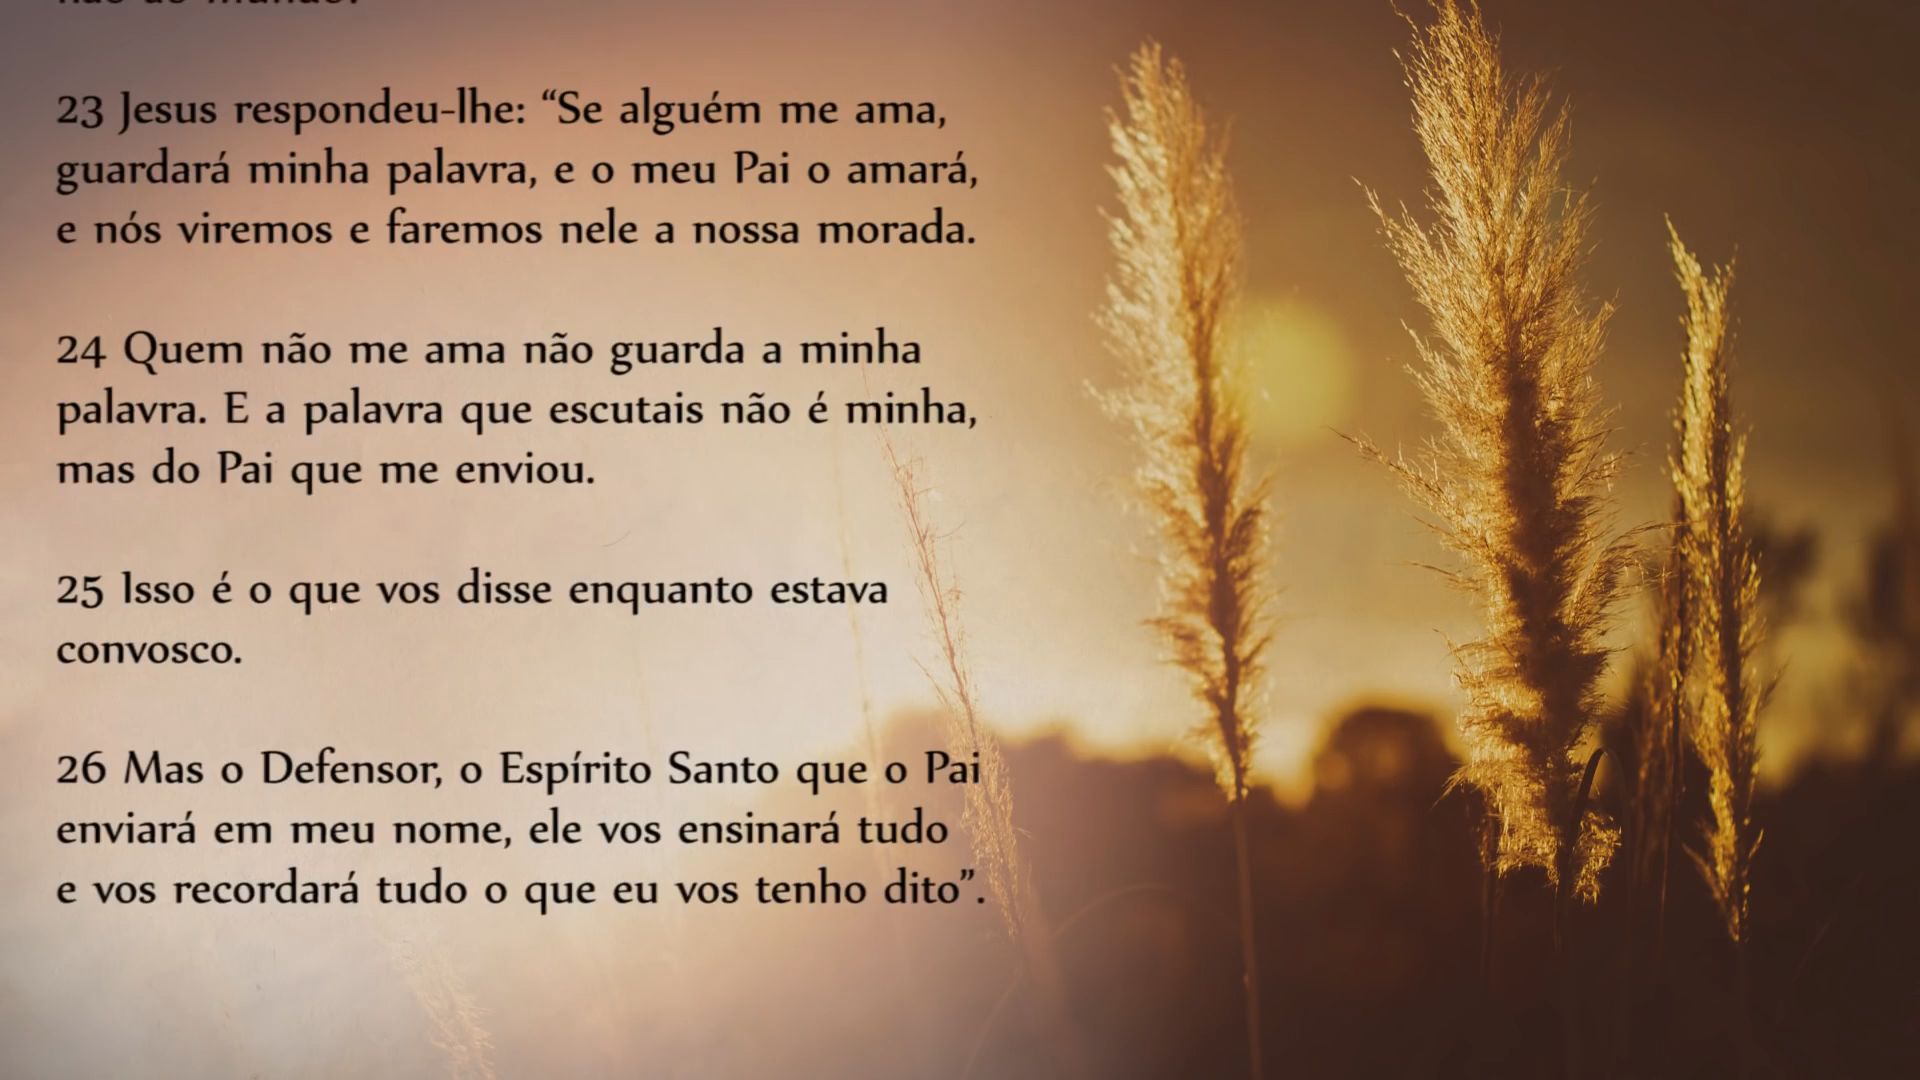 não ao mundo?”
23 Jesus respondeu-lhe: “Se alguém me ama,
guardará minha palavra, e o meu Pai o amará,
e nós viremos e faremos nele a nossa morada.
24 Quem não me ama não guarda a minha
palavra. E a palavra que escutais não é minha,
mas do Pai que me enviou.
25 Isso é o que vos disse enquanto estava
convosco.
26 Mas o Defensor, o Espírito Santo que o Pai
enviará em meu nome, ele vos ensinará tudo
e vos recordará tudo o que eu vos tenho dito”.